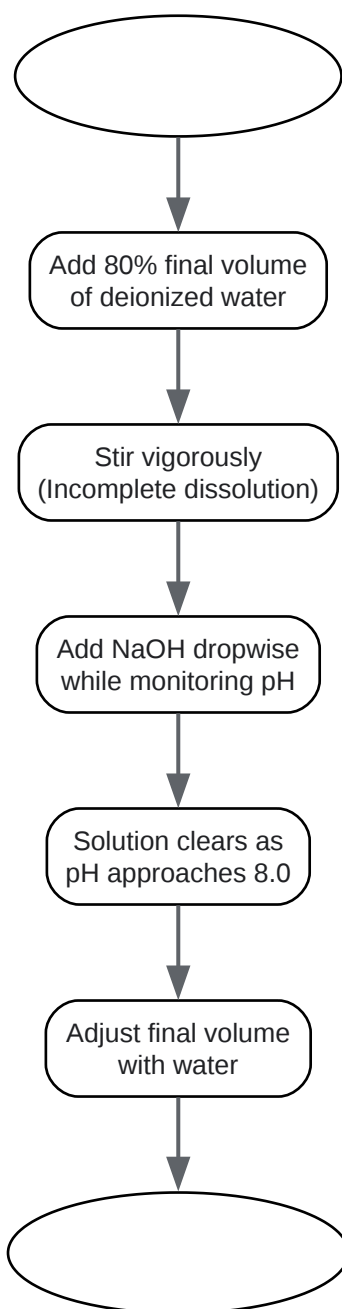 Add 80% final volume
of deionized water
Stir vigorously
(Incomplete dissolution)
Add NaOH dropwise
while monitoring pH
Solution clears as
pH approaches 8.0
Adjust final volume
with water